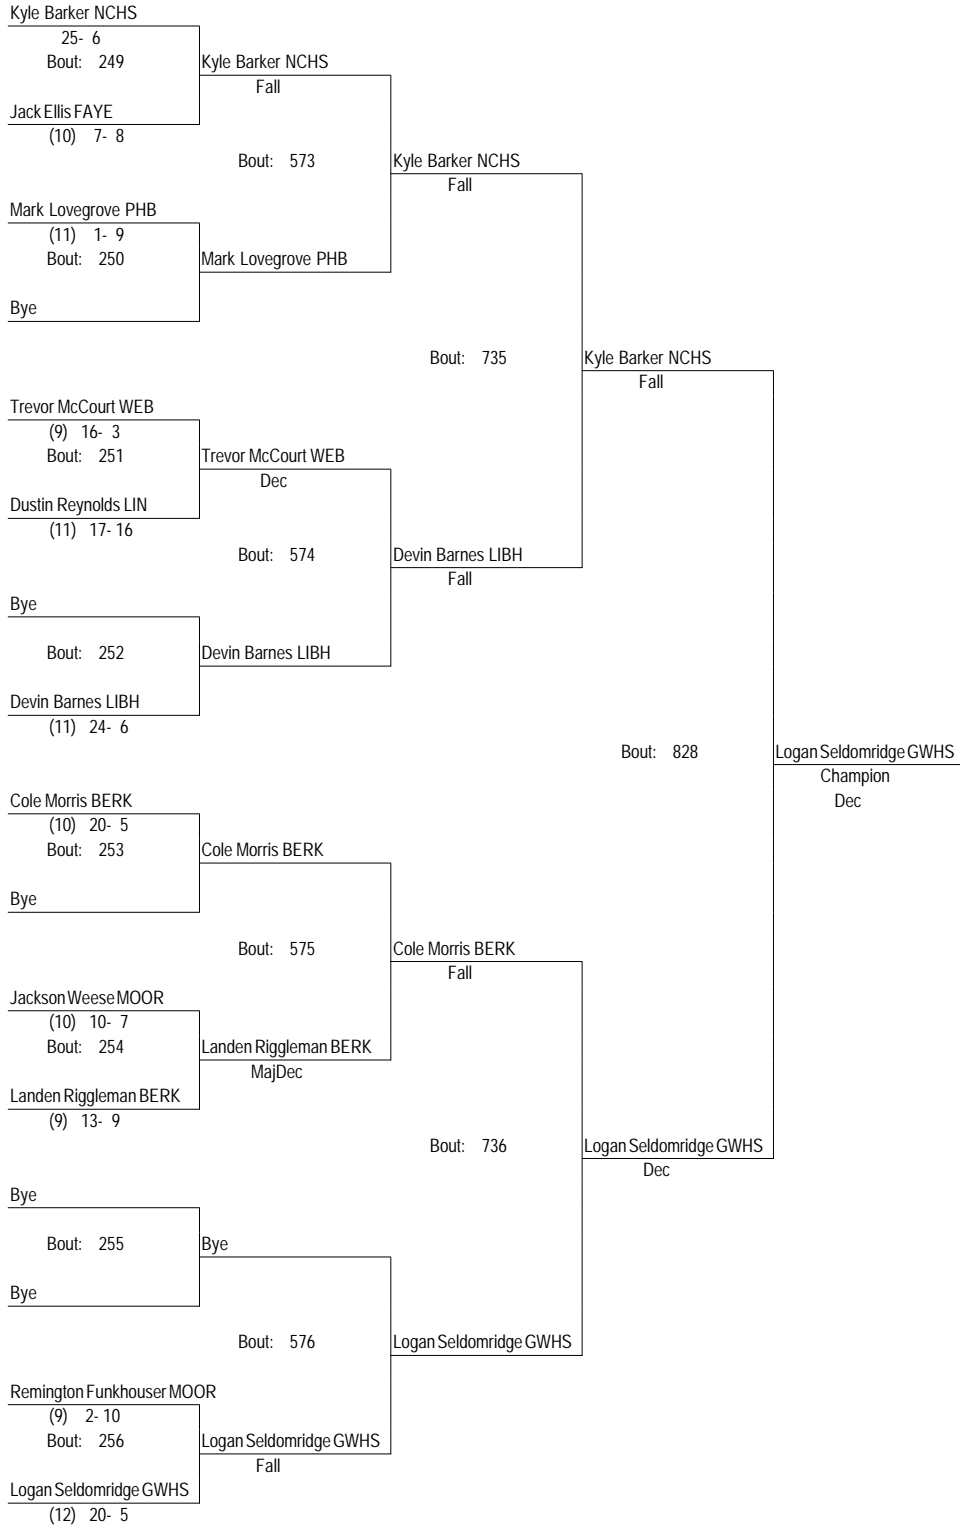 Kyle Barker NCHS
25- 6
Bout: 249
Kyle Barker NCHS
Fall
Jack Ellis FAYE
(10) 7- 8
Bout: 573
Kyle Barker NCHS
Fall
Mark Lovegrove PHB
(11) 1- 9
Bout: 250
Mark Lovegrove PHB
Bye
Bout: 735
Kyle Barker NCHS
Fall
Trevor McCourt WEB
(9) 16- 3
Bout: 251
Trevor McCourt WEB
Dec
Dustin Reynolds LIN
(11) 17- 16
Bout: 574
Devin Barnes LIBH
Fall
Bye
Bout: 252
Devin Barnes LIBH
Devin Barnes LIBH
(11) 24- 6
Bout: 828
Logan Seldomridge GWHS
Champion
Dec
Cole Morris BERK
(10) 20- 5
Bout: 253
Cole Morris BERK
Bye
Bout: 575
Cole Morris BERK
Fall
Jackson Weese MOOR
(10) 10- 7
Bout: 254
Landen Riggleman BERK
MajDec
Landen Riggleman BERK
(9) 13- 9
Bout: 736
Logan Seldomridge GWHS
Dec
Bye
Bout: 255
Bye
Bye
Bout: 576
Logan Seldomridge GWHS
Remington Funkhouser MOOR
(9) 2- 10
Bout: 256
Logan Seldomridge GWHS
Fall
Logan Seldomridge GWHS
(12) 20- 5